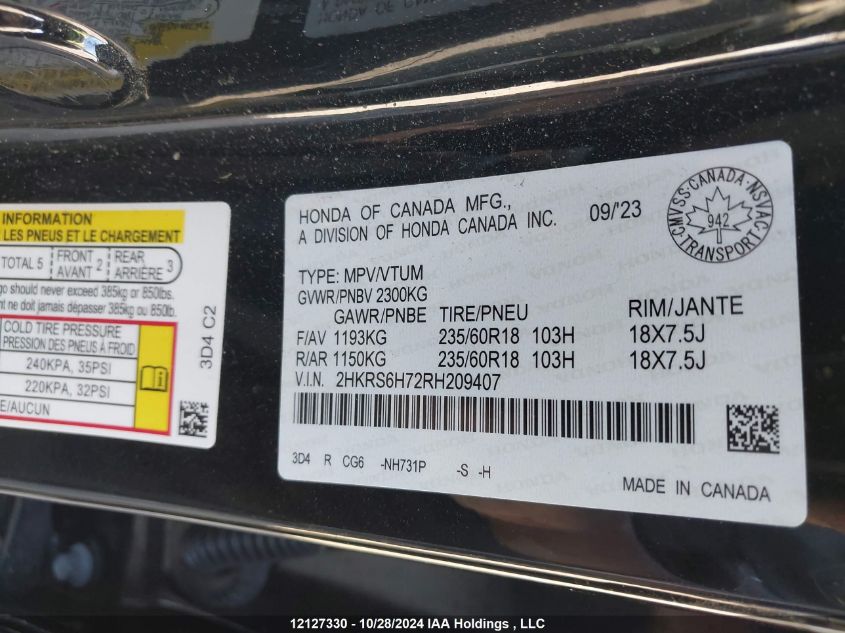 INFORMATION
LES PNEUS ET LE CHARGEMENT
TOTAL 5 FRONT AVANT 2 REAR ARRIÈRE 3
go should never exceed 385kg or 850lbs.
nt ne doit jamais dépasser 385kg ou 850lb.
COLD TIRE PRESSURE
PRESSION DES PNEUS À FROID
240KPA, 35PSI
220KPA, 32PSI
E/AUCUN
3D4 C2
HONDA OF CANADA MFG.,
A DIVISION OF HONDA CANADA INC. 09/'23
CMVSS·CANADA·NSVAC
942
TRANSPORT
TYPE: MPV/VTUM
GVWR/PNBV 2300KG
GAWR/PNBE TIRE/PNEU RIM/JANTE
F/AV 1193KG 235/60R18 103H 18X7.5J
R/AR 1150KG 235/60R18 103H 18X7.5J
V.I.N. 2HKRS6H72RH209407
3D4 R CG6 -NH731P -S -H
MADE IN CANADA
12127330 - 10/28/2024 IAA Holdings , LLC